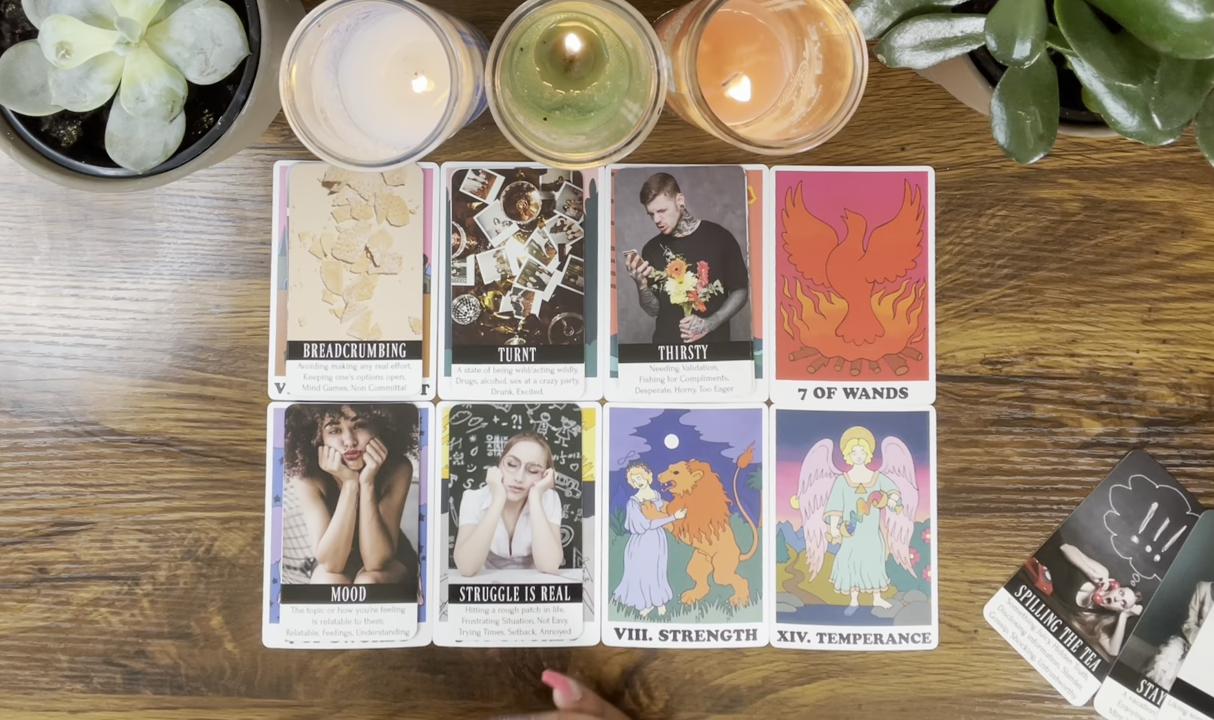 BREADCRUMBING
Avoiding making any real effort,
Keeping one's options open,
Mind Games, Non Committal
V. T
TURNT
A state of being wild/acting wildly,
Drugs, alcohol, sex at a crazy party,
Drunk, Excited.
THIRSTY
Needing Validation,
Fishing for Compliments,
Desperate, Horny, Too Eager
7 OF WANDS
MOOD
The topic or how you're feeling
is relatable to them.
Relatable, Feelings, Understanding
STRUGGLE IS REAL
Hitting a rough patch in life,
Frustrating Situation, Not Easy,
Trying Times, Setback, Annoyed
VIII. STRENGTH
XIV. TEMPERANCE
!!!
SPILLING THE TEA
STAY